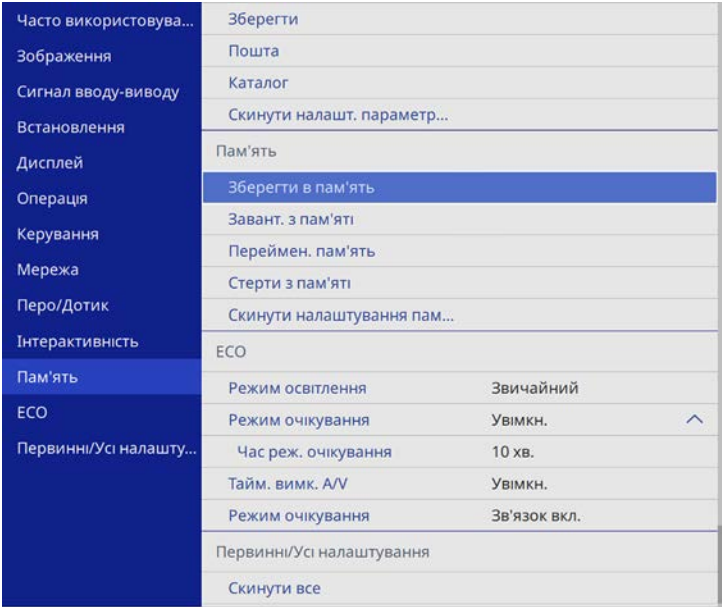 Часто використовува...
Зображення
Сигнал вводу-виводу
Встановлення
Дисплей
Операція
Керування
Мережа
Перо/Дотик
Інтерактивність
Пам'ять
ECO
Первинні/Усі налашту...
Зберегти
Пошта
Каталог
Скинути налашт. параметр...
Пам'ять
Зберегти в пам'ять
Завант. з пам'яті
Переймен. пам'ять
Стерти з пам'яті
Скинути налаштування пам...
ECO
Режим освітлення Звичайний
Режим очікування Увімкн.
Час реж. очікування 10 хв.
Тайм. вимк. A/V Увімкн.
Режим очікування Зв'язок вкл.
Первинні/Усі налаштування
Скинути все